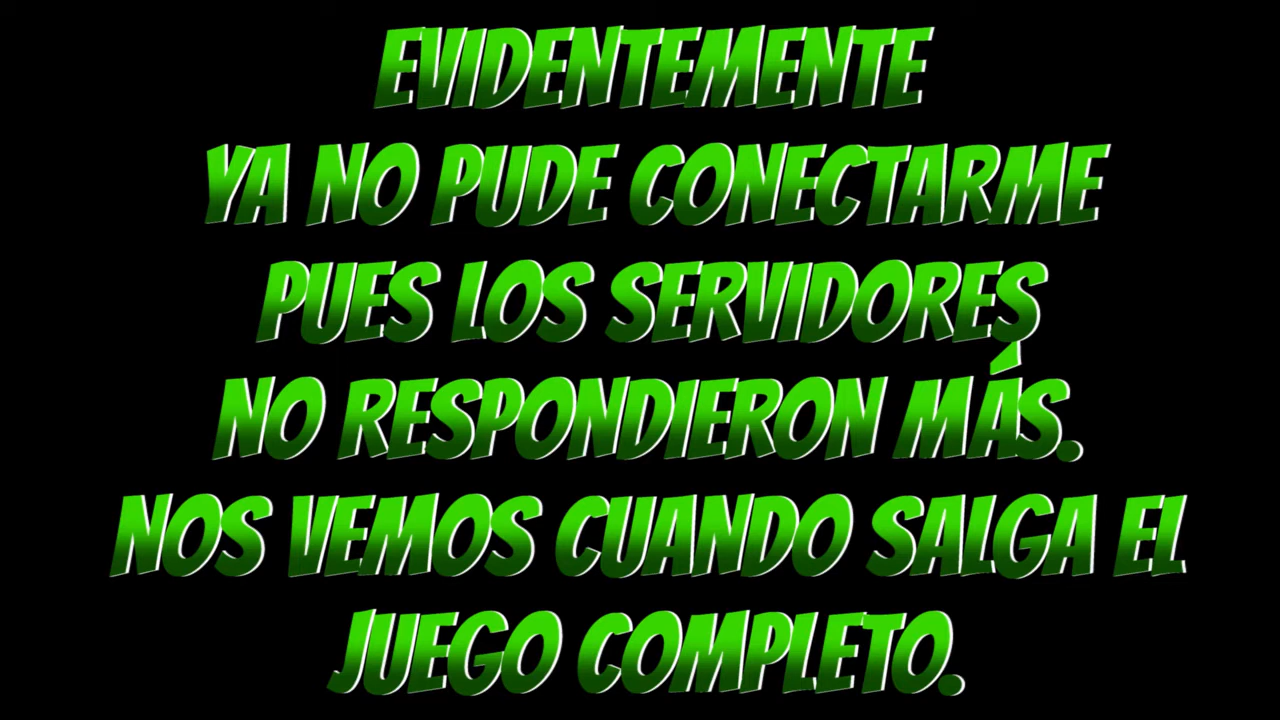 EVIDENTEMENTE
YA NO PUDE CONECTARME
PUES LOS SERVIDORES
NO RESPONDIERON MÁS.
NOS VEMOS CUANDO SALGA EL
JUEGO COMPLETO.